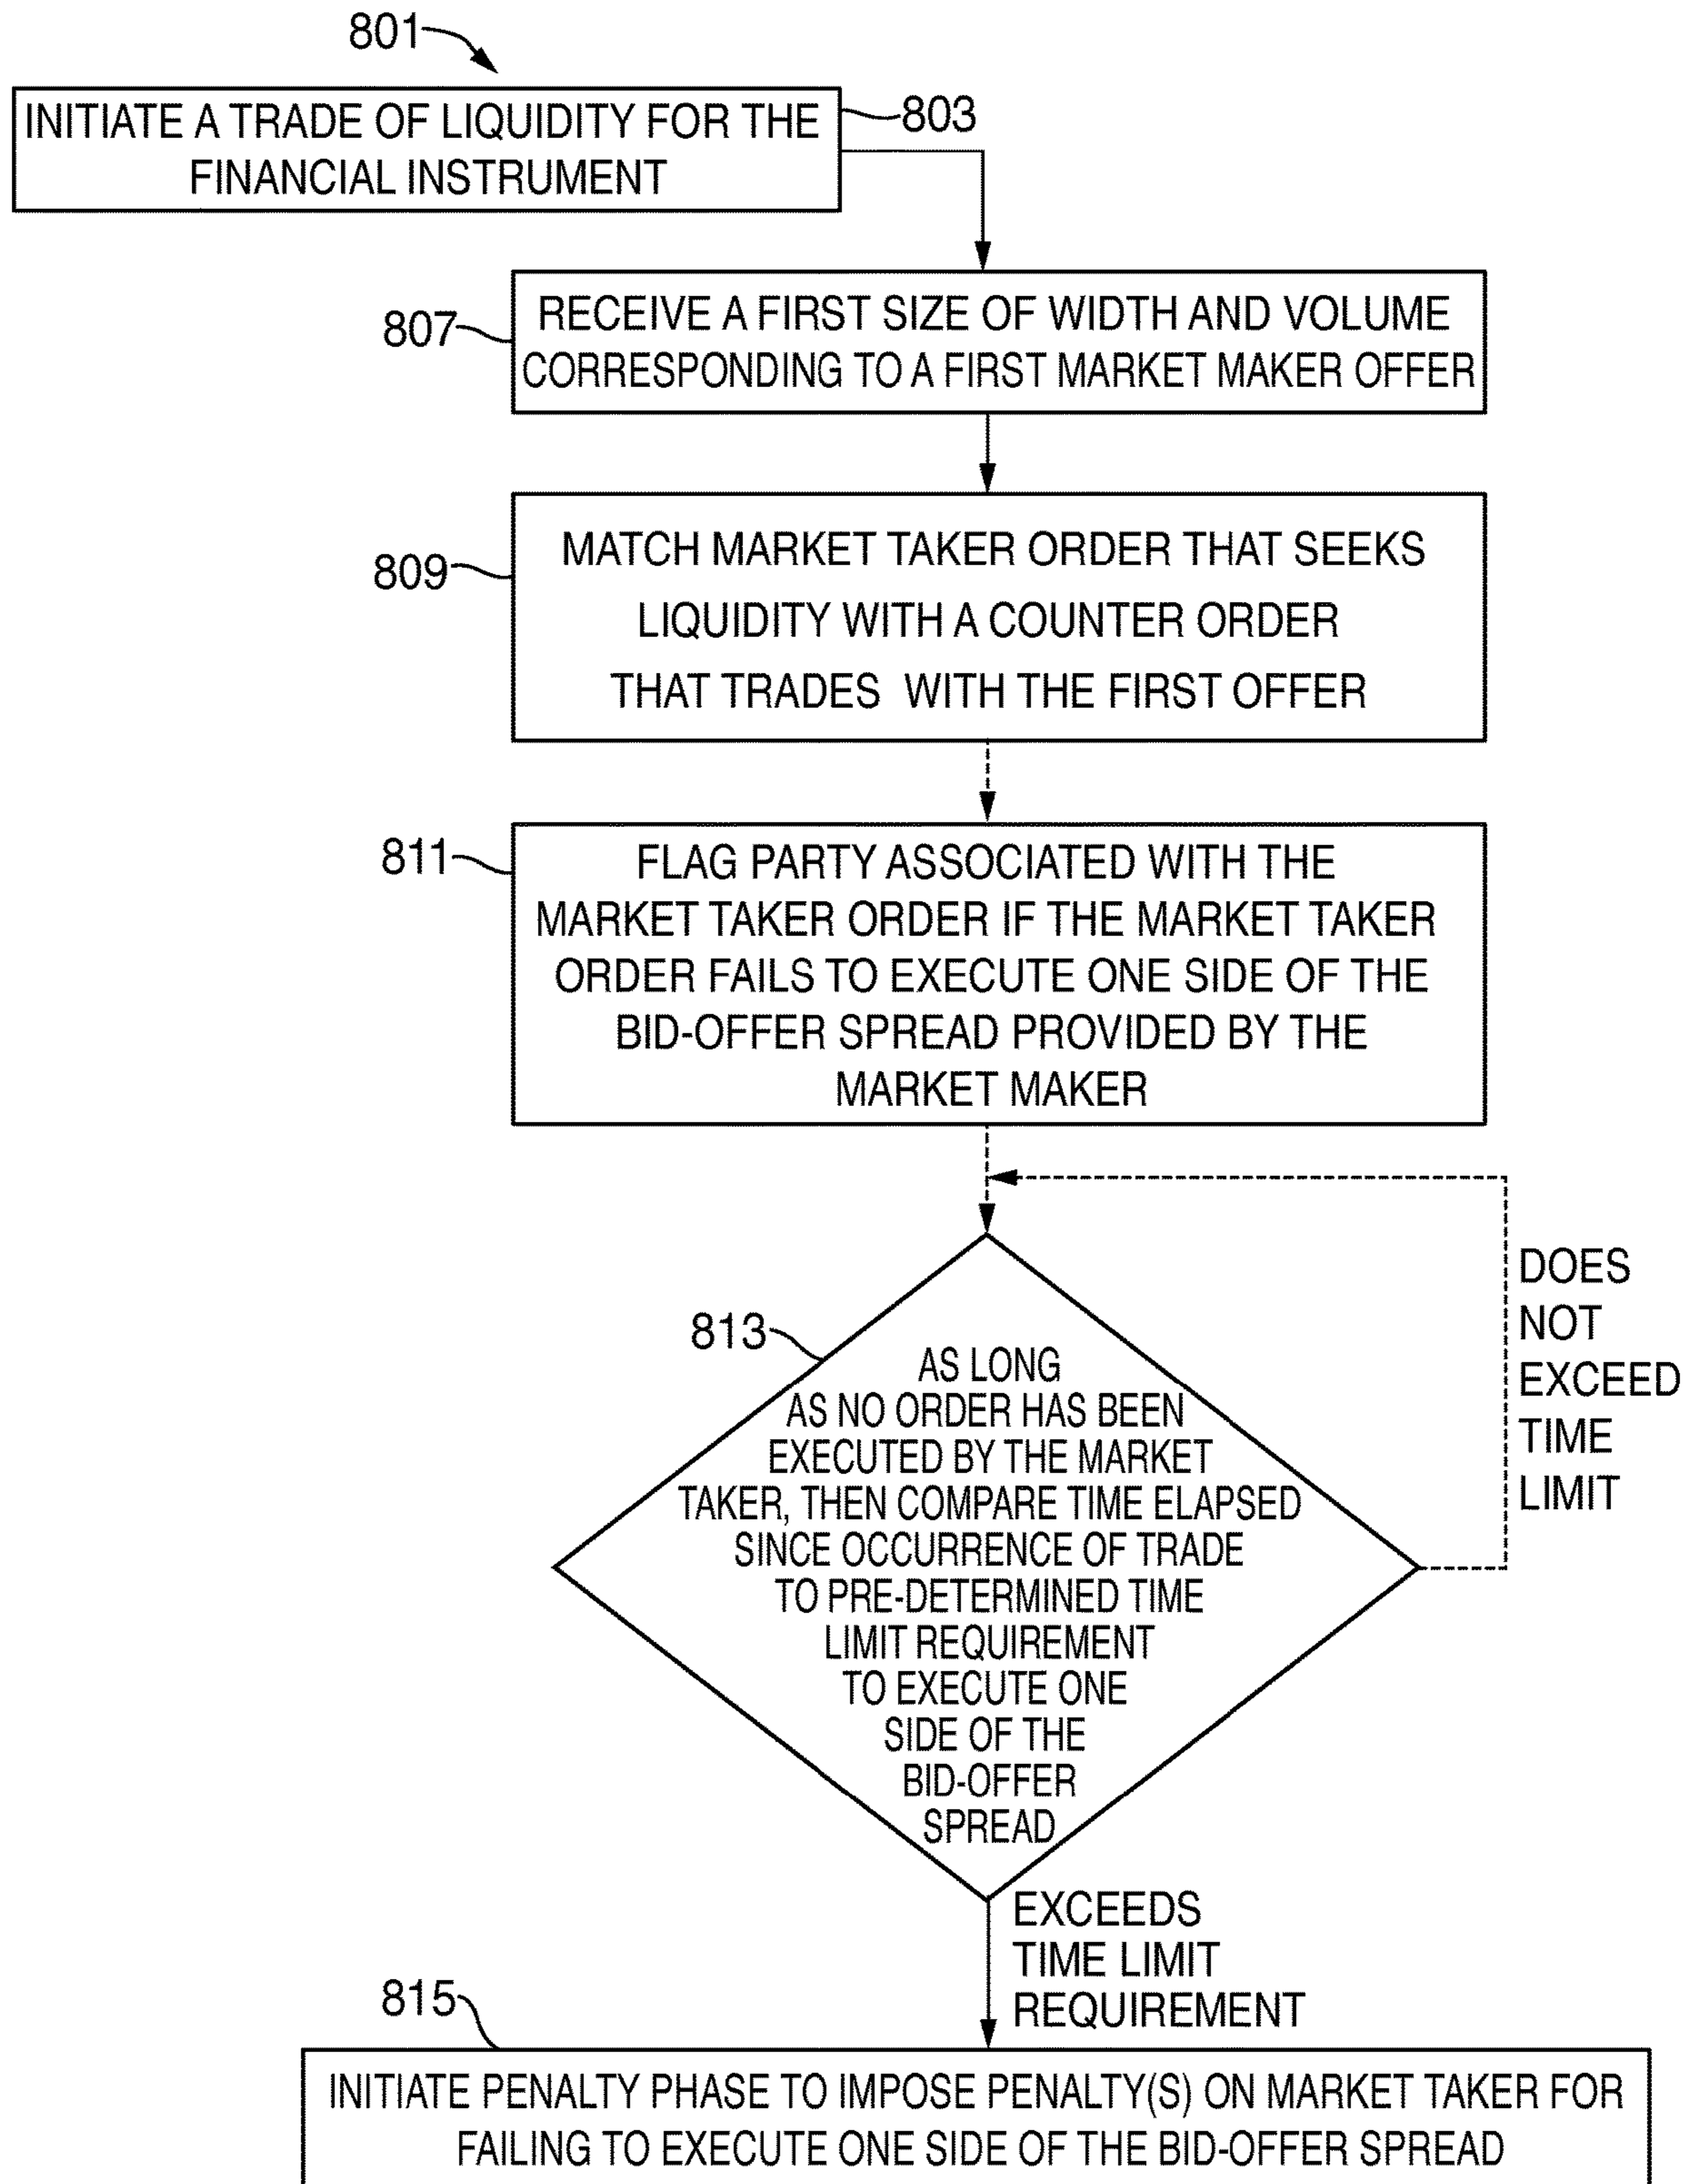 801
INITIATE A TRADE OF LIQUIDITY FOR THE
FINANCIAL INSTRUMENT
803
807
RECEIVE A FIRST SIZE OF WIDTH AND VOLUME
CORRESPONDING TO A FIRST MARKET MAKER OFFER
809
MATCH MARKET TAKER ORDER THAT SEEKS
LIQUIDITY WITH A COUNTER ORDER
THAT TRADES WITH THE FIRST OFFER
811
FLAG PARTY ASSOCIATED WITH THE
MARKET TAKER ORDER IF THE MARKET TAKER
ORDER FAILS TO EXECUTE ONE SIDE OF THE
BID-OFFER SPREAD PROVIDED BY THE
MARKET MAKER
813
AS LONG
AS NO ORDER HAS BEEN
EXECUTED BY THE MARKET
TAKER, THEN COMPARE TIME ELAPSED
SINCE OCCURRENCE OF TRADE
TO PRE-DETERMINED TIME
LIMIT REQUIREMENT
TO EXECUTE ONE
SIDE OF THE
BID-OFFER
SPREAD
DOES
NOT
EXCEED
TIME
LIMIT
EXCEEDS
TIME LIMIT
REQUIREMENT
815
INITIATE PENALTY PHASE TO IMPOSE PENALTY(S) ON MARKET TAKER FOR
FAILING TO EXECUTE ONE SIDE OF THE BID-OFFER SPREAD